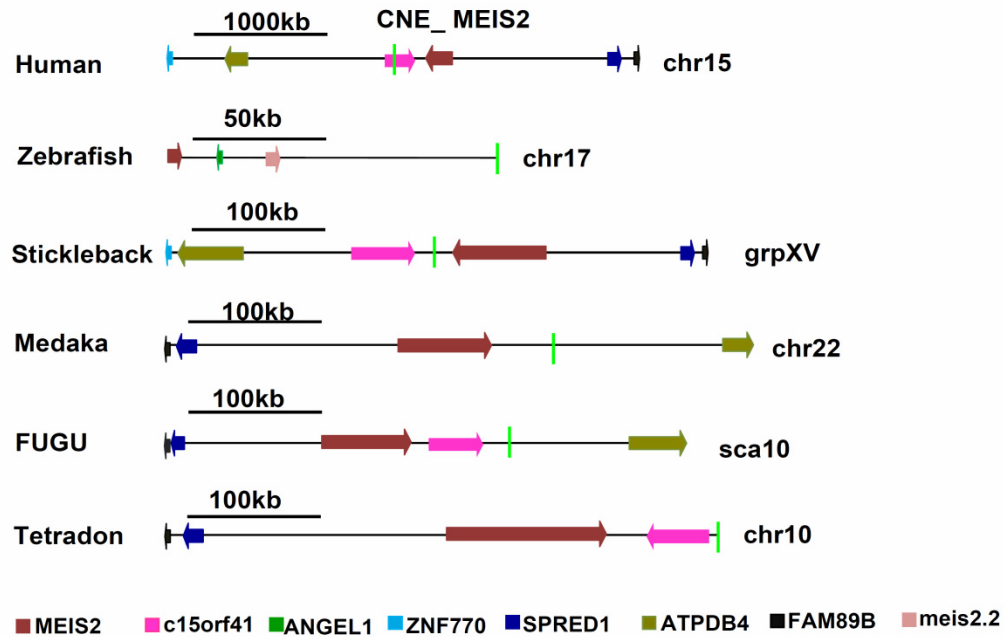 1000kb CNE_ MEIS2
Human chr15
50kb
Zebrafish chr17
100kb
Stickleback grpXV
100kb
Medaka chr22
100kb
FUGU sca10
100kb
Tetradon chr10
MEIS2 c15orf41 ANGEL1 ZNF770 SPRED1 ATPDB4 FAM89B meis2.2